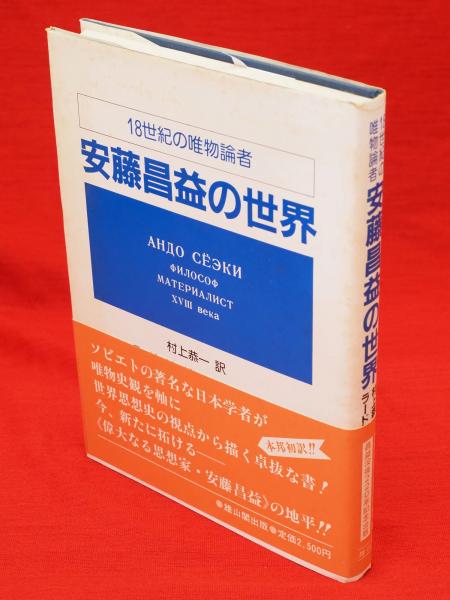 18世紀の唯物論者
安藤昌益の世界
АНДО СЁЭКИ
ФИЛОСОФ
МАТЕРИАЛИСТ
XVIII века
村上恭一 訳
ソビエトの著名な日本学者が
唯物史観を軸に
世界思想史の視点から描く卓抜な書!
今、新たに拓ける──
《偉大なる思想家・安藤昌益》の地平!!
本邦初訳!!
●雄山閣出版●定価2,500円
18世紀の
唯物論者
安藤昌益の世界
ラード